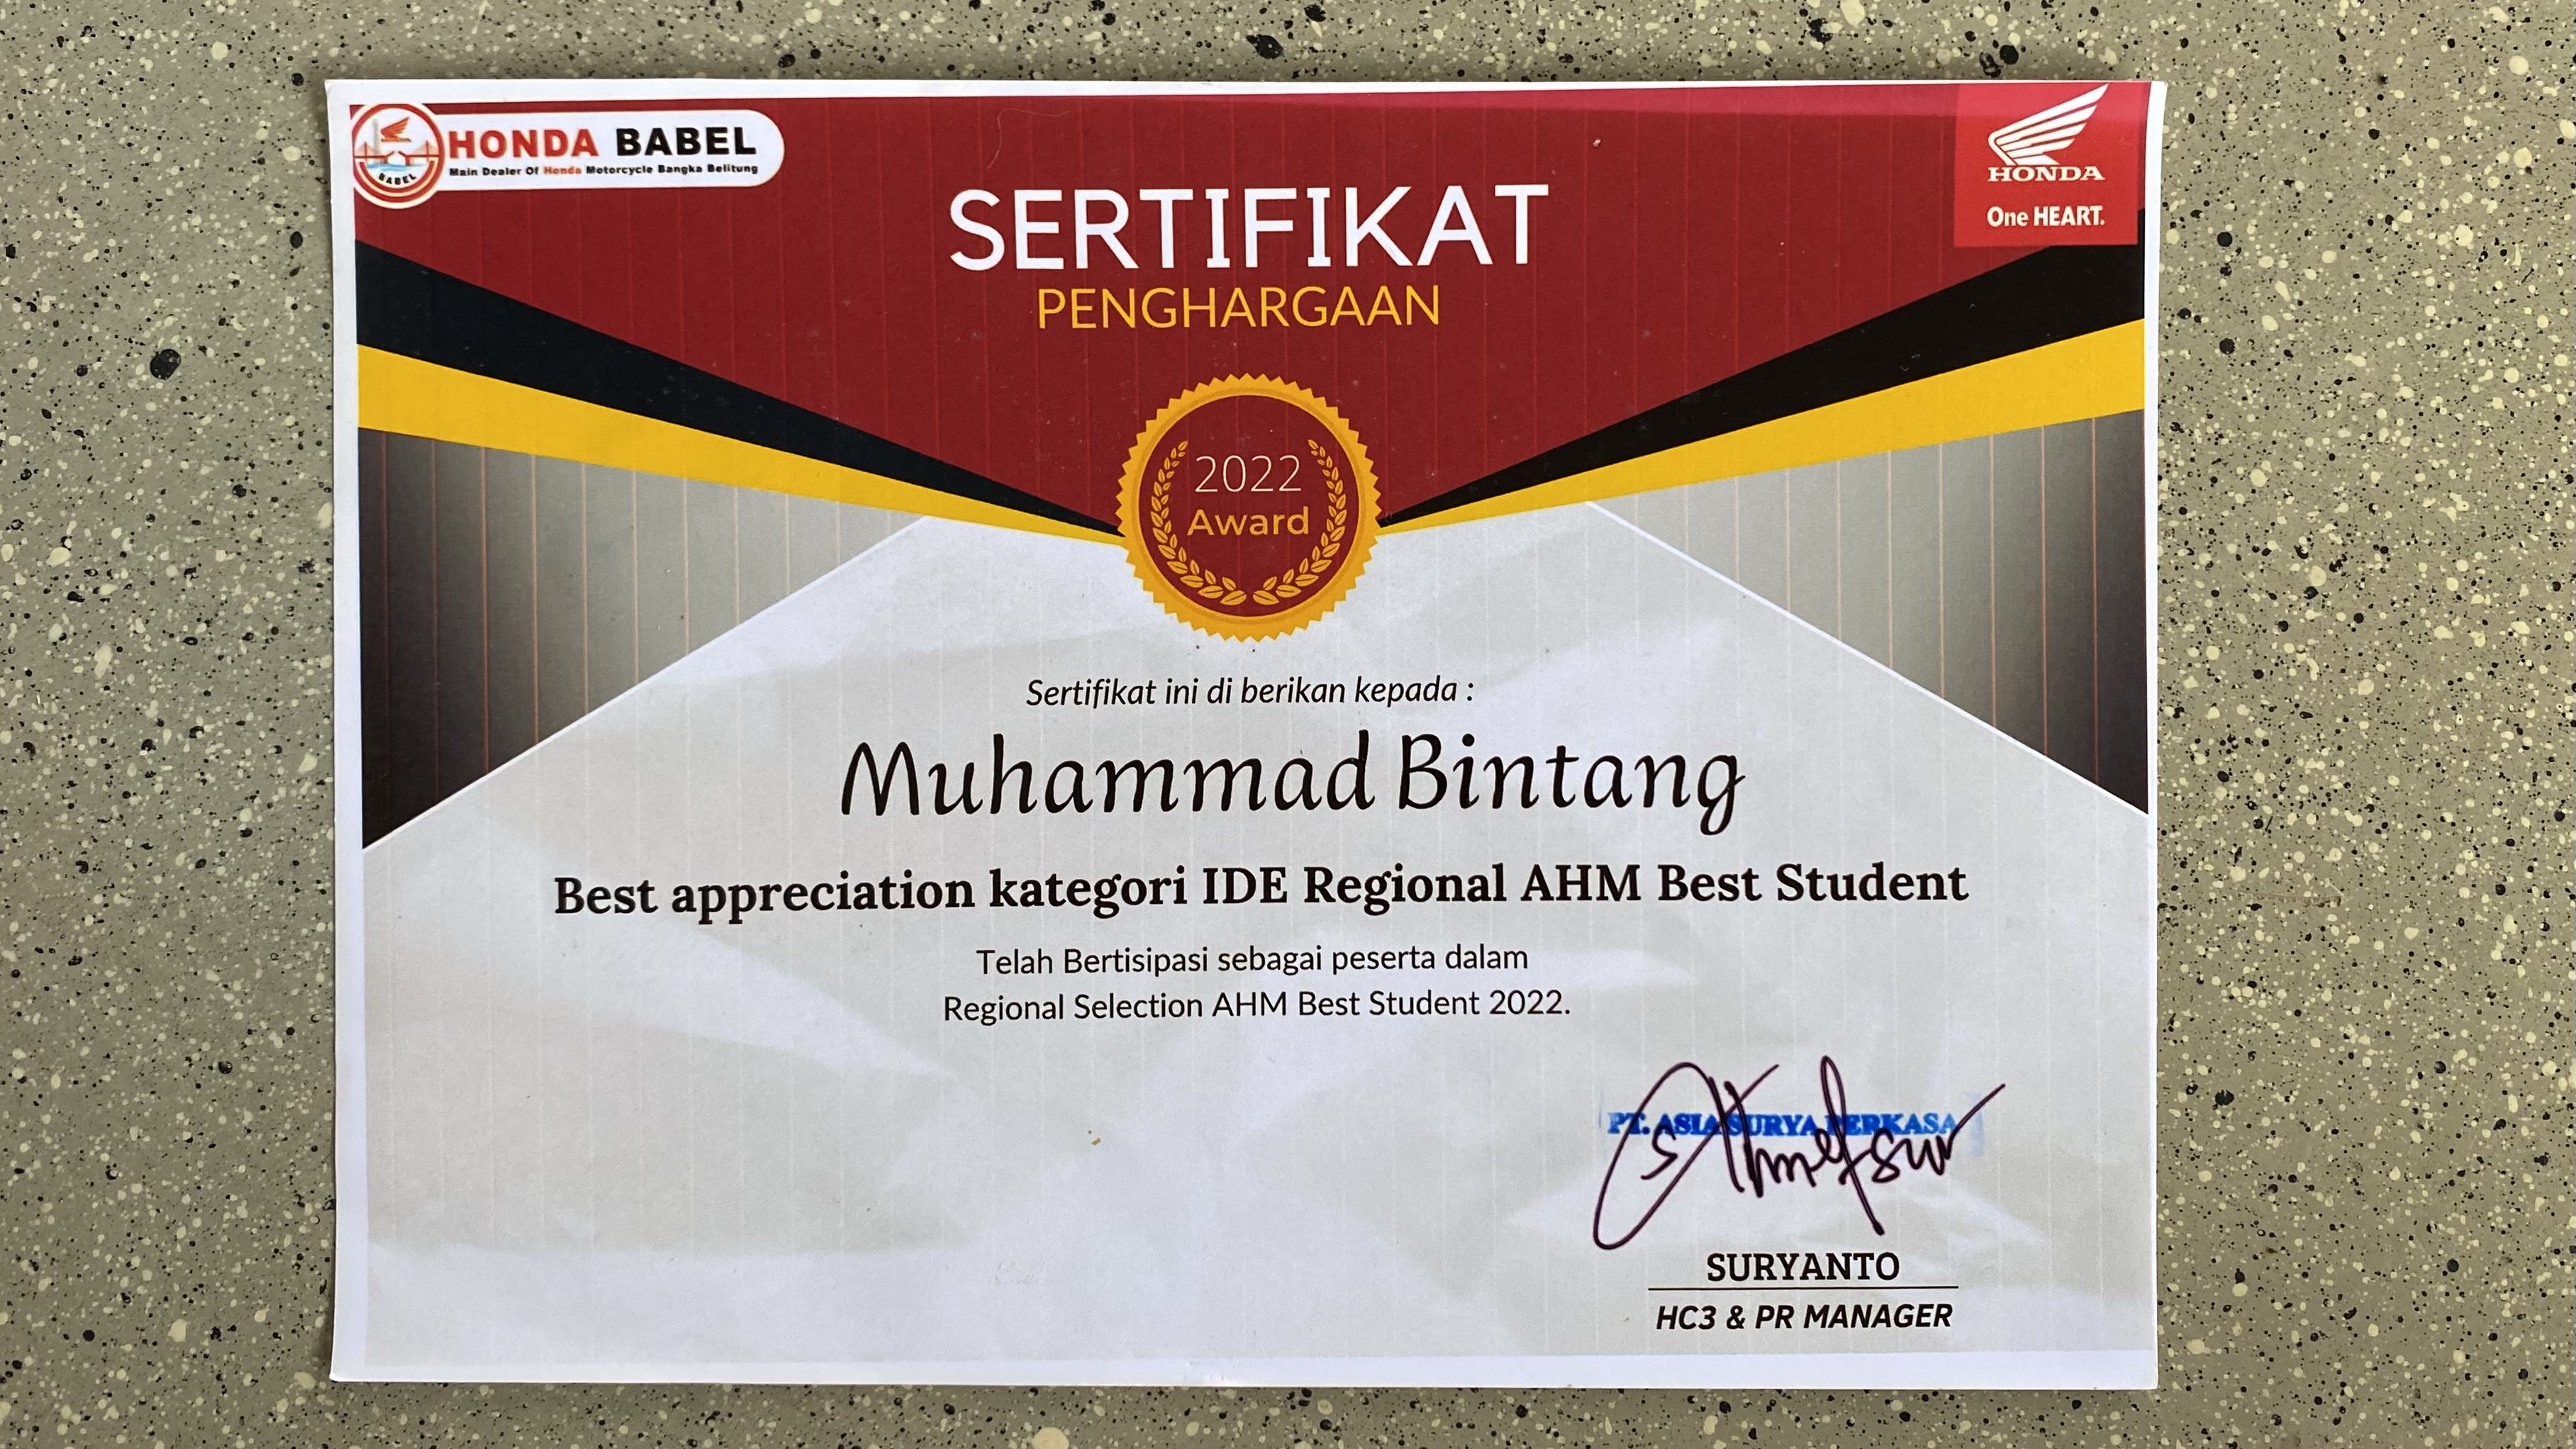 HONDA BABEL
Main Dealer Of Honda Motorcycle Bangka Belitung
BABEL
HONDA
One HEART.
SERTIFIKAT
PENGHARGAAN
2022
Award
Sertifikat ini di berikan kepada :
Muhammad Bintang
Best appreciation kategori IDE Regional AHM Best Student
Telah Bertisipasi sebagai peserta dalam
Regional Selection AHM Best Student 2022.
PT. ASIA SURYA PERKASA
SURYANTO
HC3 & PR MANAGER